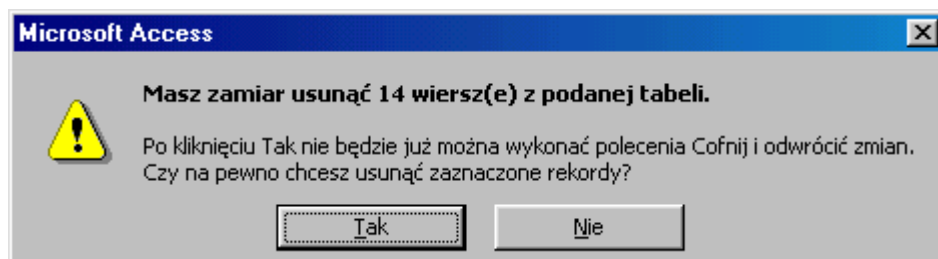 Microsoft Access
Masz zamiar usunąć 14 wiersz(e) z podanej tabeli.
Po kliknięciu Tak nie będzie już można wykonać polecenia Cofnij i odwrócić zmian.
Czy na pewno chcesz usunąć zaznaczone rekordy?
Tak Nie